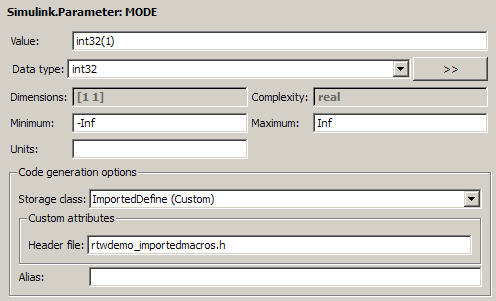 Simulink.Parameter: MODE
Value: int32(1)
Data type: int32 >>
Dimensions: [1 1] Complexity: real
Minimum: -Inf Maximum: Inf
Units:
Code generation options
Storage class: ImportedDefine (Custom)
Custom attributes
Header file: rtwdemo_importedmacros.h
Alias: